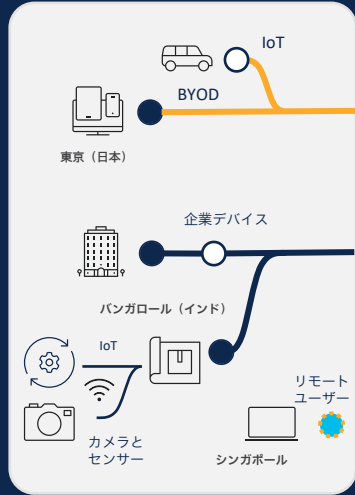 IoT
BYOD
東京（日本）
企業デバイス
バンガロール（インド）
IoT
カメラと
センサー
リモート
ユーザー
シンガポール